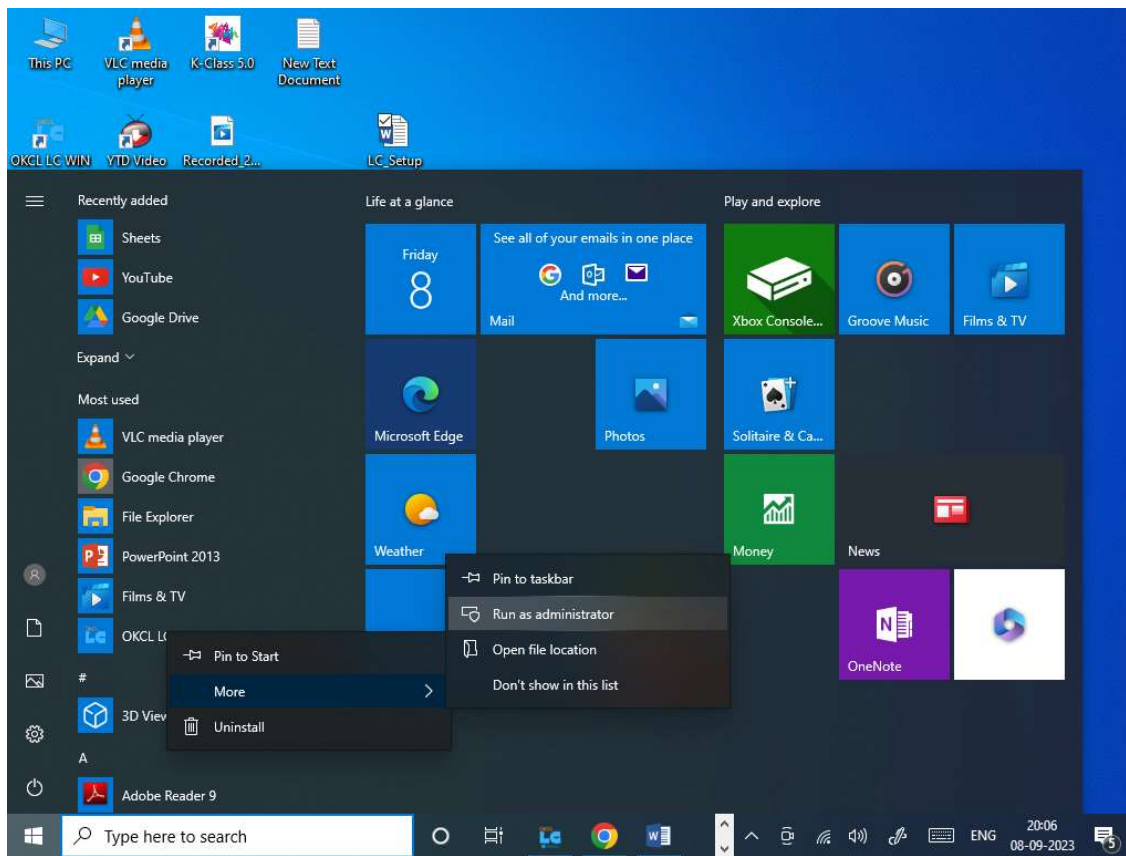 This PC
VLC media
player
K-Class 5.0
New Text
Document
OKCL LC WIN
YTD Video
Recorded_2...
LC_Setup
Recently added
Sheets
YouTube
Google Drive
Expand
Most used
VLC media player
Google Chrome
File Explorer
PowerPoint 2013
Films & TV
OKCL LC
#
3D View
A
Adobe Reader 9
Life at a glance
Friday
8
See all of your emails in one place
And more...
Mail
Microsoft Edge
Photos
Weather
Play and explore
Xbox Console...
Groove Music
Films & TV
Solitaire & Ca...
Money
News
OneNote
Pin to Start
More
Uninstall
Pin to taskbar
Run as administrator
Open file location
Don't show in this list
Type here to search
ENG
20:06
08-09-2023
5